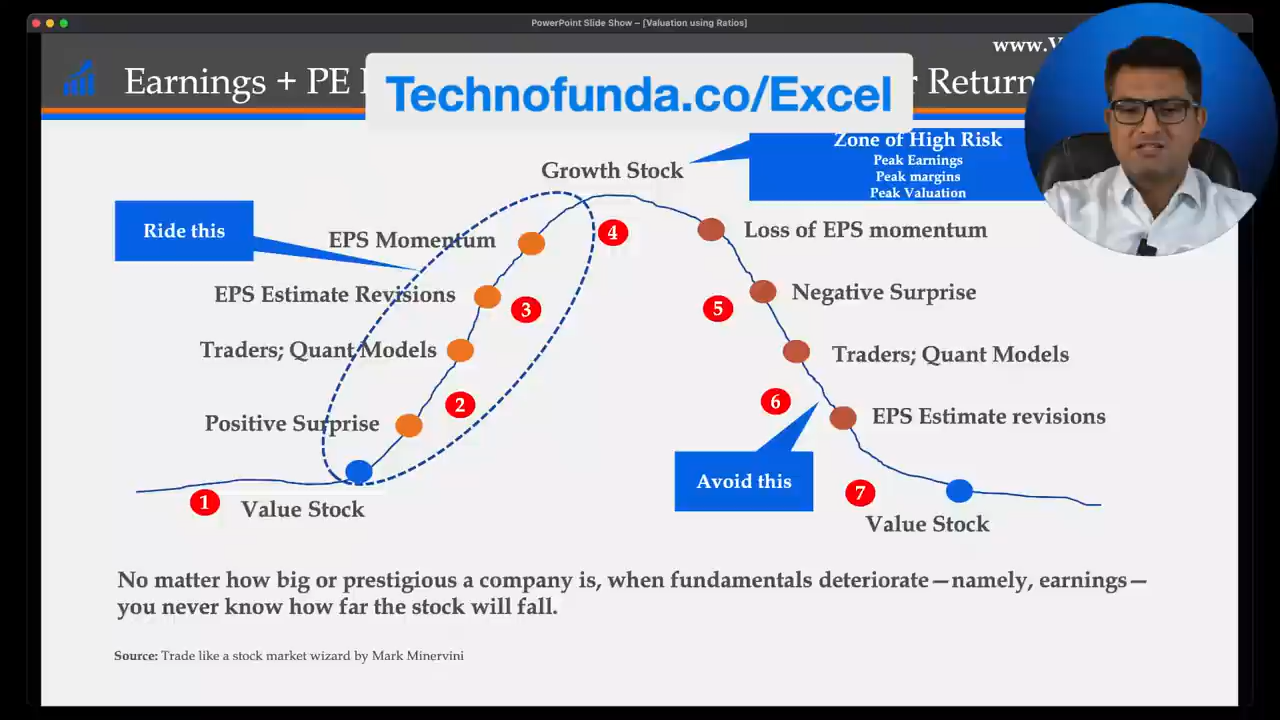 PowerPoint Slide Show – [Valuation using Ratios]
www.V
Earnings + PE
Technofunda.co/Excel
Return
Zone of High Risk
Peak Earnings
Peak margins
Peak Valuation
Growth Stock
Ride this
EPS Momentum
4
Loss of EPS momentum
EPS Estimate Revisions
3
5
Negative Surprise
Traders; Quant Models
Traders; Quant Models
2
6
Positive Surprise
EPS Estimate revisions
Avoid this
1
Value Stock
7
Value Stock
No matter how big or prestigious a company is, when fundamentals deteriorate—namely, earnings—
you never know how far the stock will fall.
Source: Trade like a stock market wizard by Mark Minervini